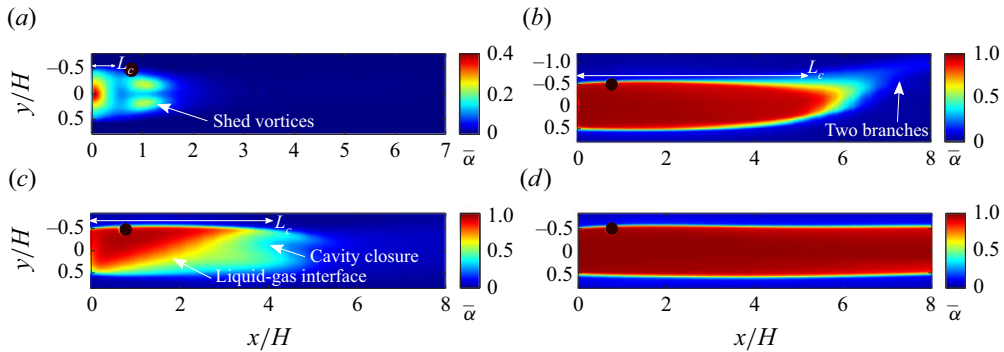 (a)
(b)
-0.5
0
0.5
y/H
L_c
Shed vortices
0 1 2 3 4 5 6 7
0.4
0.2
0
α̅
-1.0
-0.5
0
0.5
L_c
Two branches
0 2 4 6 8
1.0
0.5
0
α̅
(c)
(d)
-0.5
0
0.5
y/H
L_c
Cavity closure
Liquid-gas interface
0 2 4 6 8
x/H
1.0
0.5
0
α̅
-0.5
0
0.5
0 2 4 6 8
x/H
1.0
0.5
0
α̅